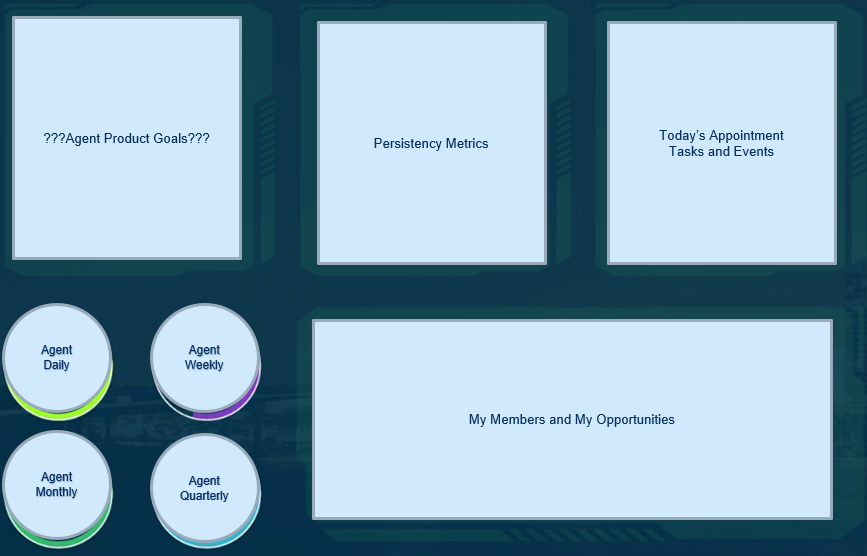 ???Agent Product Goals???
Persistency Metrics
Today's Appointment
Tasks and Events
Agent
Daily
Agent
Weekly
Agent
Monthly
Agent
Quarterly
My Members and My Opportunities